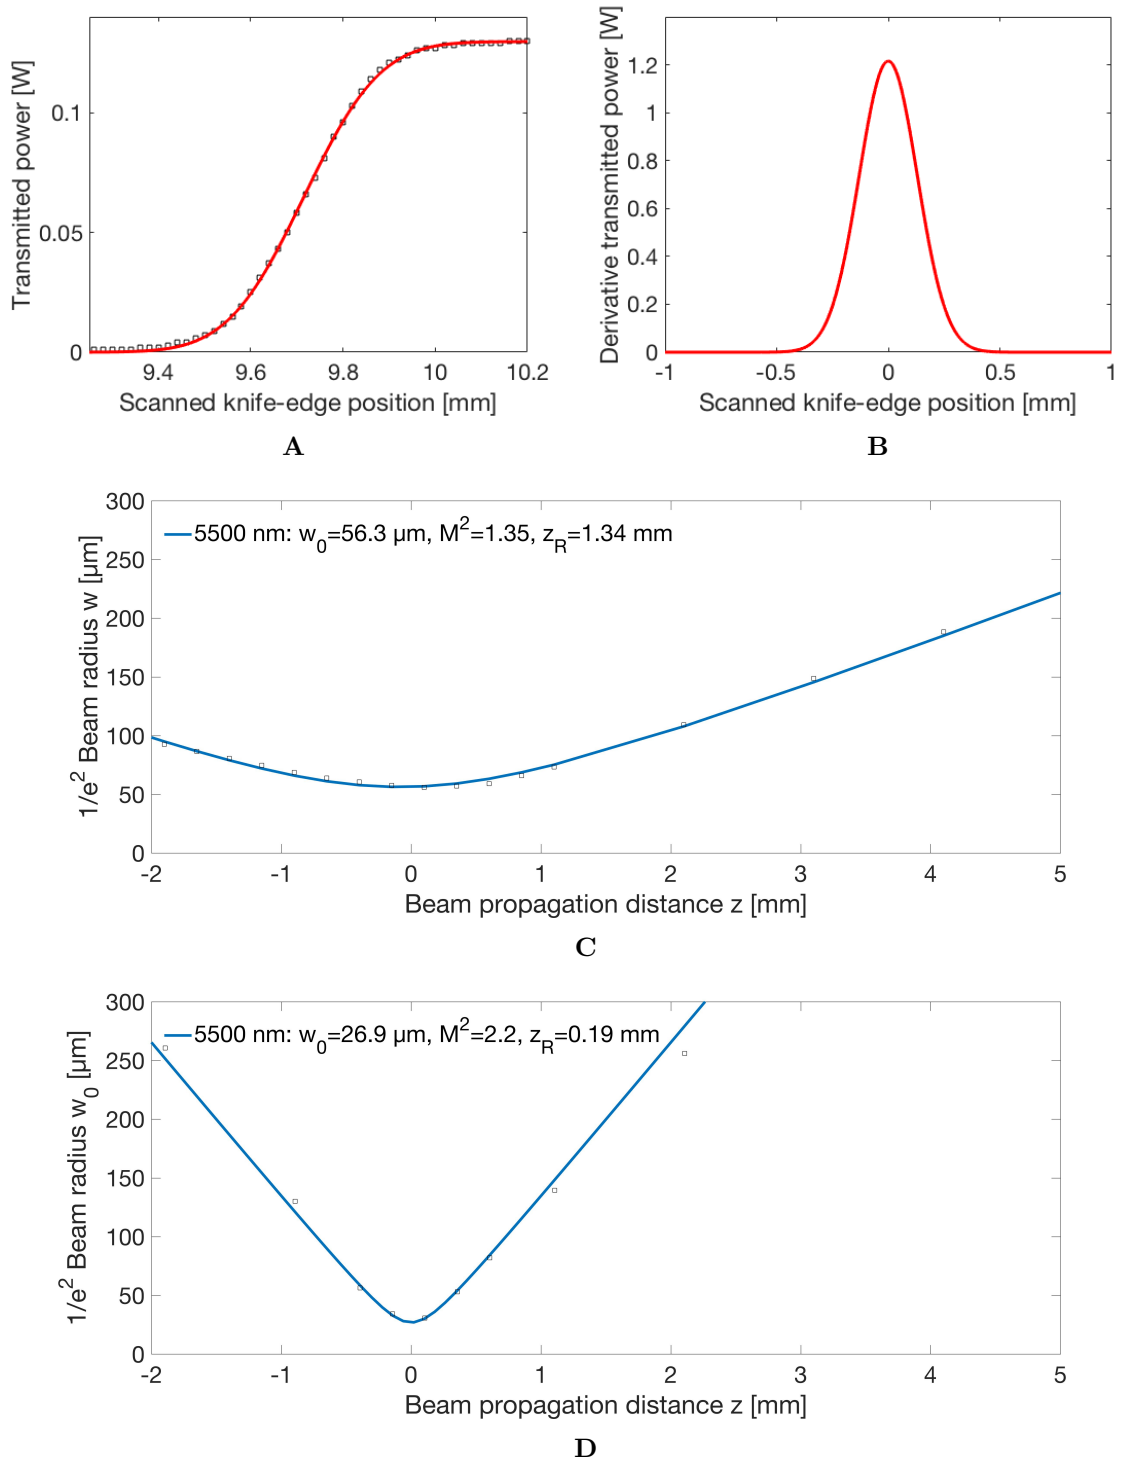 Transmitted power [W]
0.1
0.05
0
9.4 9.6 9.8 10 10.2
Scanned knife-edge position [mm]
A
Derivative transmitted power [W]
1.2
1
0.8
0.6
0.4
0.2
0
-1 -0.5 0 0.5 1
Scanned knife-edge position [mm]
B
1/e² Beam radius w [µm]
300
250
200
150
100
50
0
5500 nm: w₀=56.3 µm, M²=1.35, z_R=1.34 mm
-2 -1 0 1 2 3 4 5
Beam propagation distance z [mm]
C
1/e² Beam radius w₀ [µm]
300
250
200
150
100
50
0
5500 nm: w₀=26.9 µm, M²=2.2, z_R=0.19 mm
-2 -1 0 1 2 3 4 5
Beam propagation distance z [mm]
D